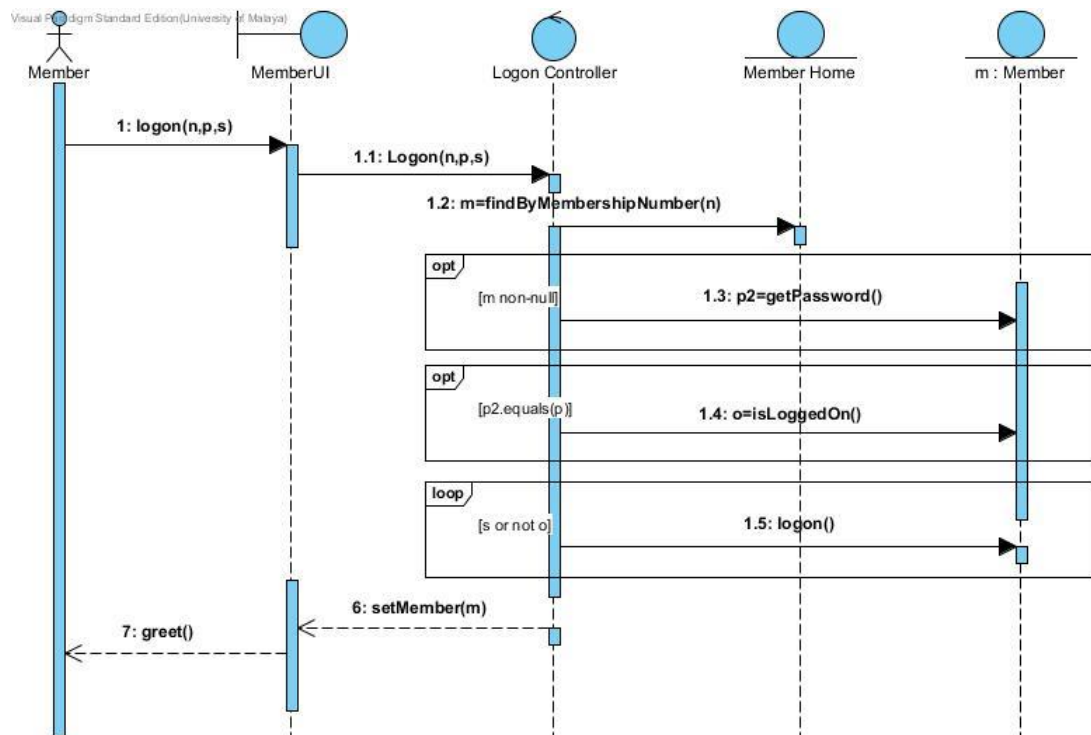 Visual Paradigm Standard Edition(University of Malaya)
Member
MemberUI
Logon Controller
Member Home
m : Member
1: logon(n,p,s)
1.1: Logon(n,p,s)
1.2: m=findByMembershipNumber(n)
opt
[m non-null]
1.3: p2=getPassword()
opt
[p2.equals(p)]
1.4: o=isLoggedOn()
loop
[s or not o]
1.5: logon()
6: setMember(m)
7: greet()